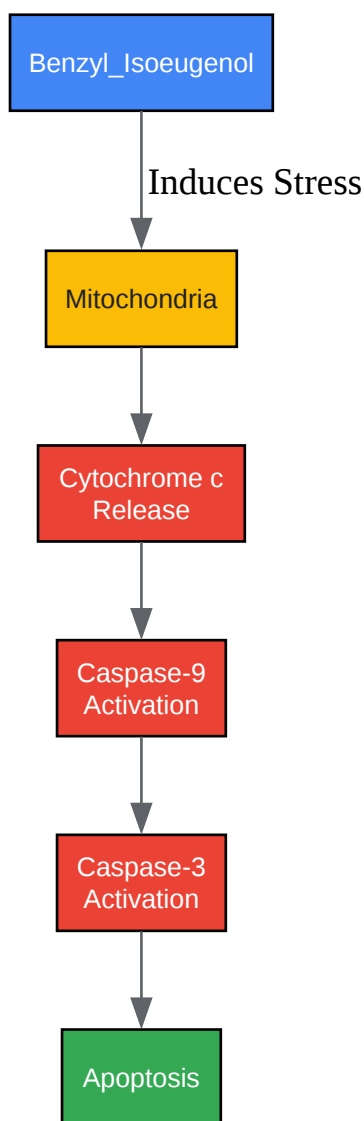 Benzyl_Isoeugenol
Induces Stress
Mitochondria
Cytochrome c
Release
Caspase-9
Activation
Caspase-3
Activation
Apoptosis